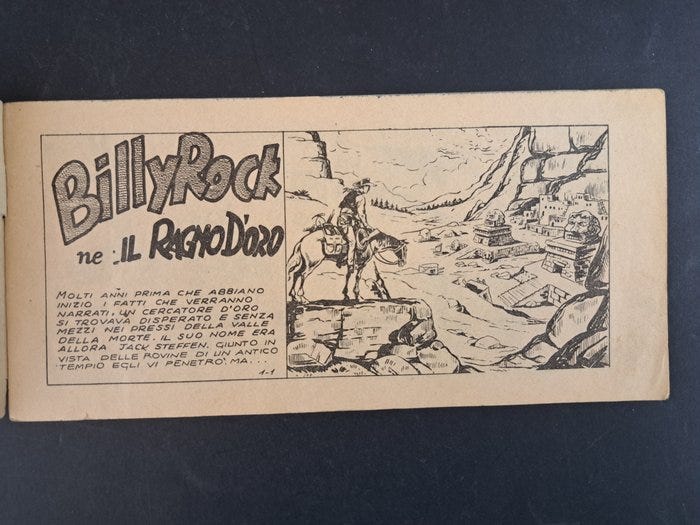 BillyRock
ne: IL RAGNO D'ORO
MOLTI ANNI PRIMA CHE ABBIANO
INIZIO I FATTI CHE VERRANNO
NARRATI, UN CERCATORE D'ORO
SI TROVAVA DISPERATO E SENZA
MEZZI NEI PRESSI DELLA VALLE
DELLA MORTE. IL SUO NOME ERA
ALLORA JACK STEFFEN. GIUNTO IN
VISTA DELLE ROVINE DI UN ANTICO
TEMPIO EGLI VI PENETRÒ, MA....
1-1